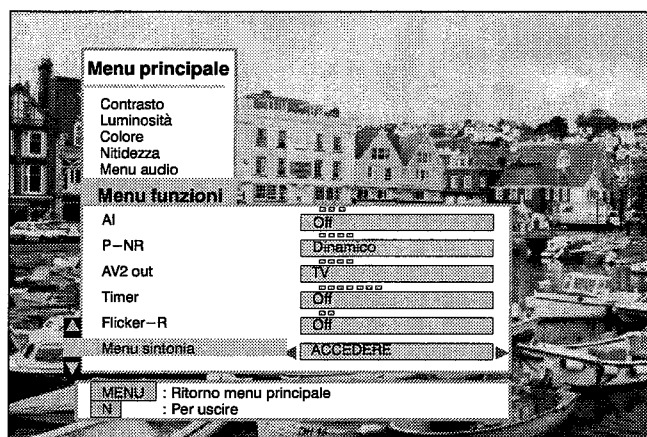 Menu principale
Contrasto
Luminosità
Colore
Nitidezza
Menu audio
Menu funzioni
AI Off
P-NR Dinamico
AV2 out TV
Timer Off
Flicker-R Off
Menu sintonia ACCEDERE
MENU : Ritorno menu principale
N : Per uscire